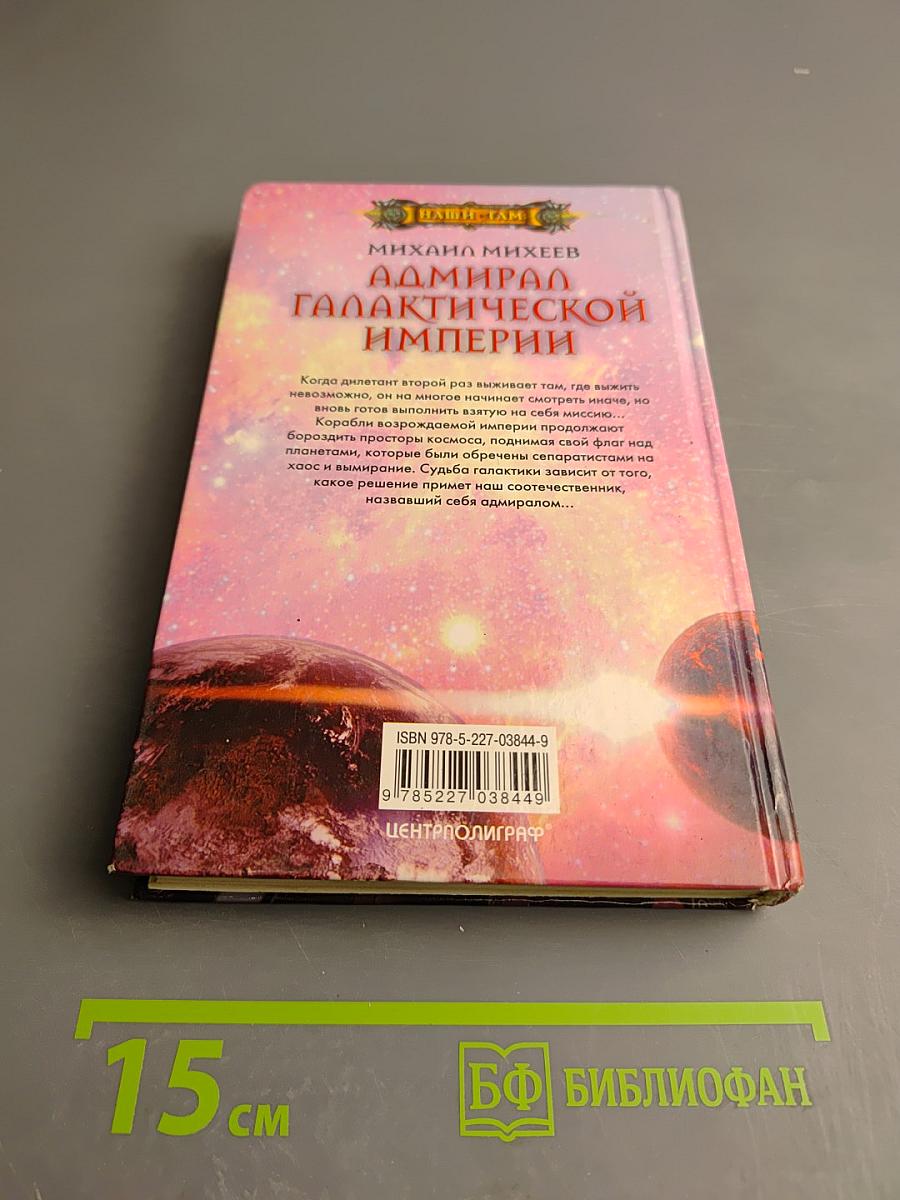 НАШИ ТАМ
МИХАИЛ МИХЕЕВ
АДМИРАЛ
ГАЛАКТИЧЕСКОЙ
ИМПЕРИИ
Когда дилетант второй раз выживает там, где выжить
невозможно, он на многое начинает смотреть иначе, но
вновь готов выполнить взятую на себя миссию...
Корабли возрождаемой империи продолжают
бороздить просторы космоса, поднимая свой флаг над
планетами, которые были обречены сепаратистами на
хаос и вымирание. Судьба галактики зависит от того,
какое решение примет наш соотечественник,
назвавший себя адмиралом...
ISBN 978-5-227-03844-9
9 785227 038449
ЦЕНТРПОЛИГРАФ®
15 см
БФ БИБЛИОФАН